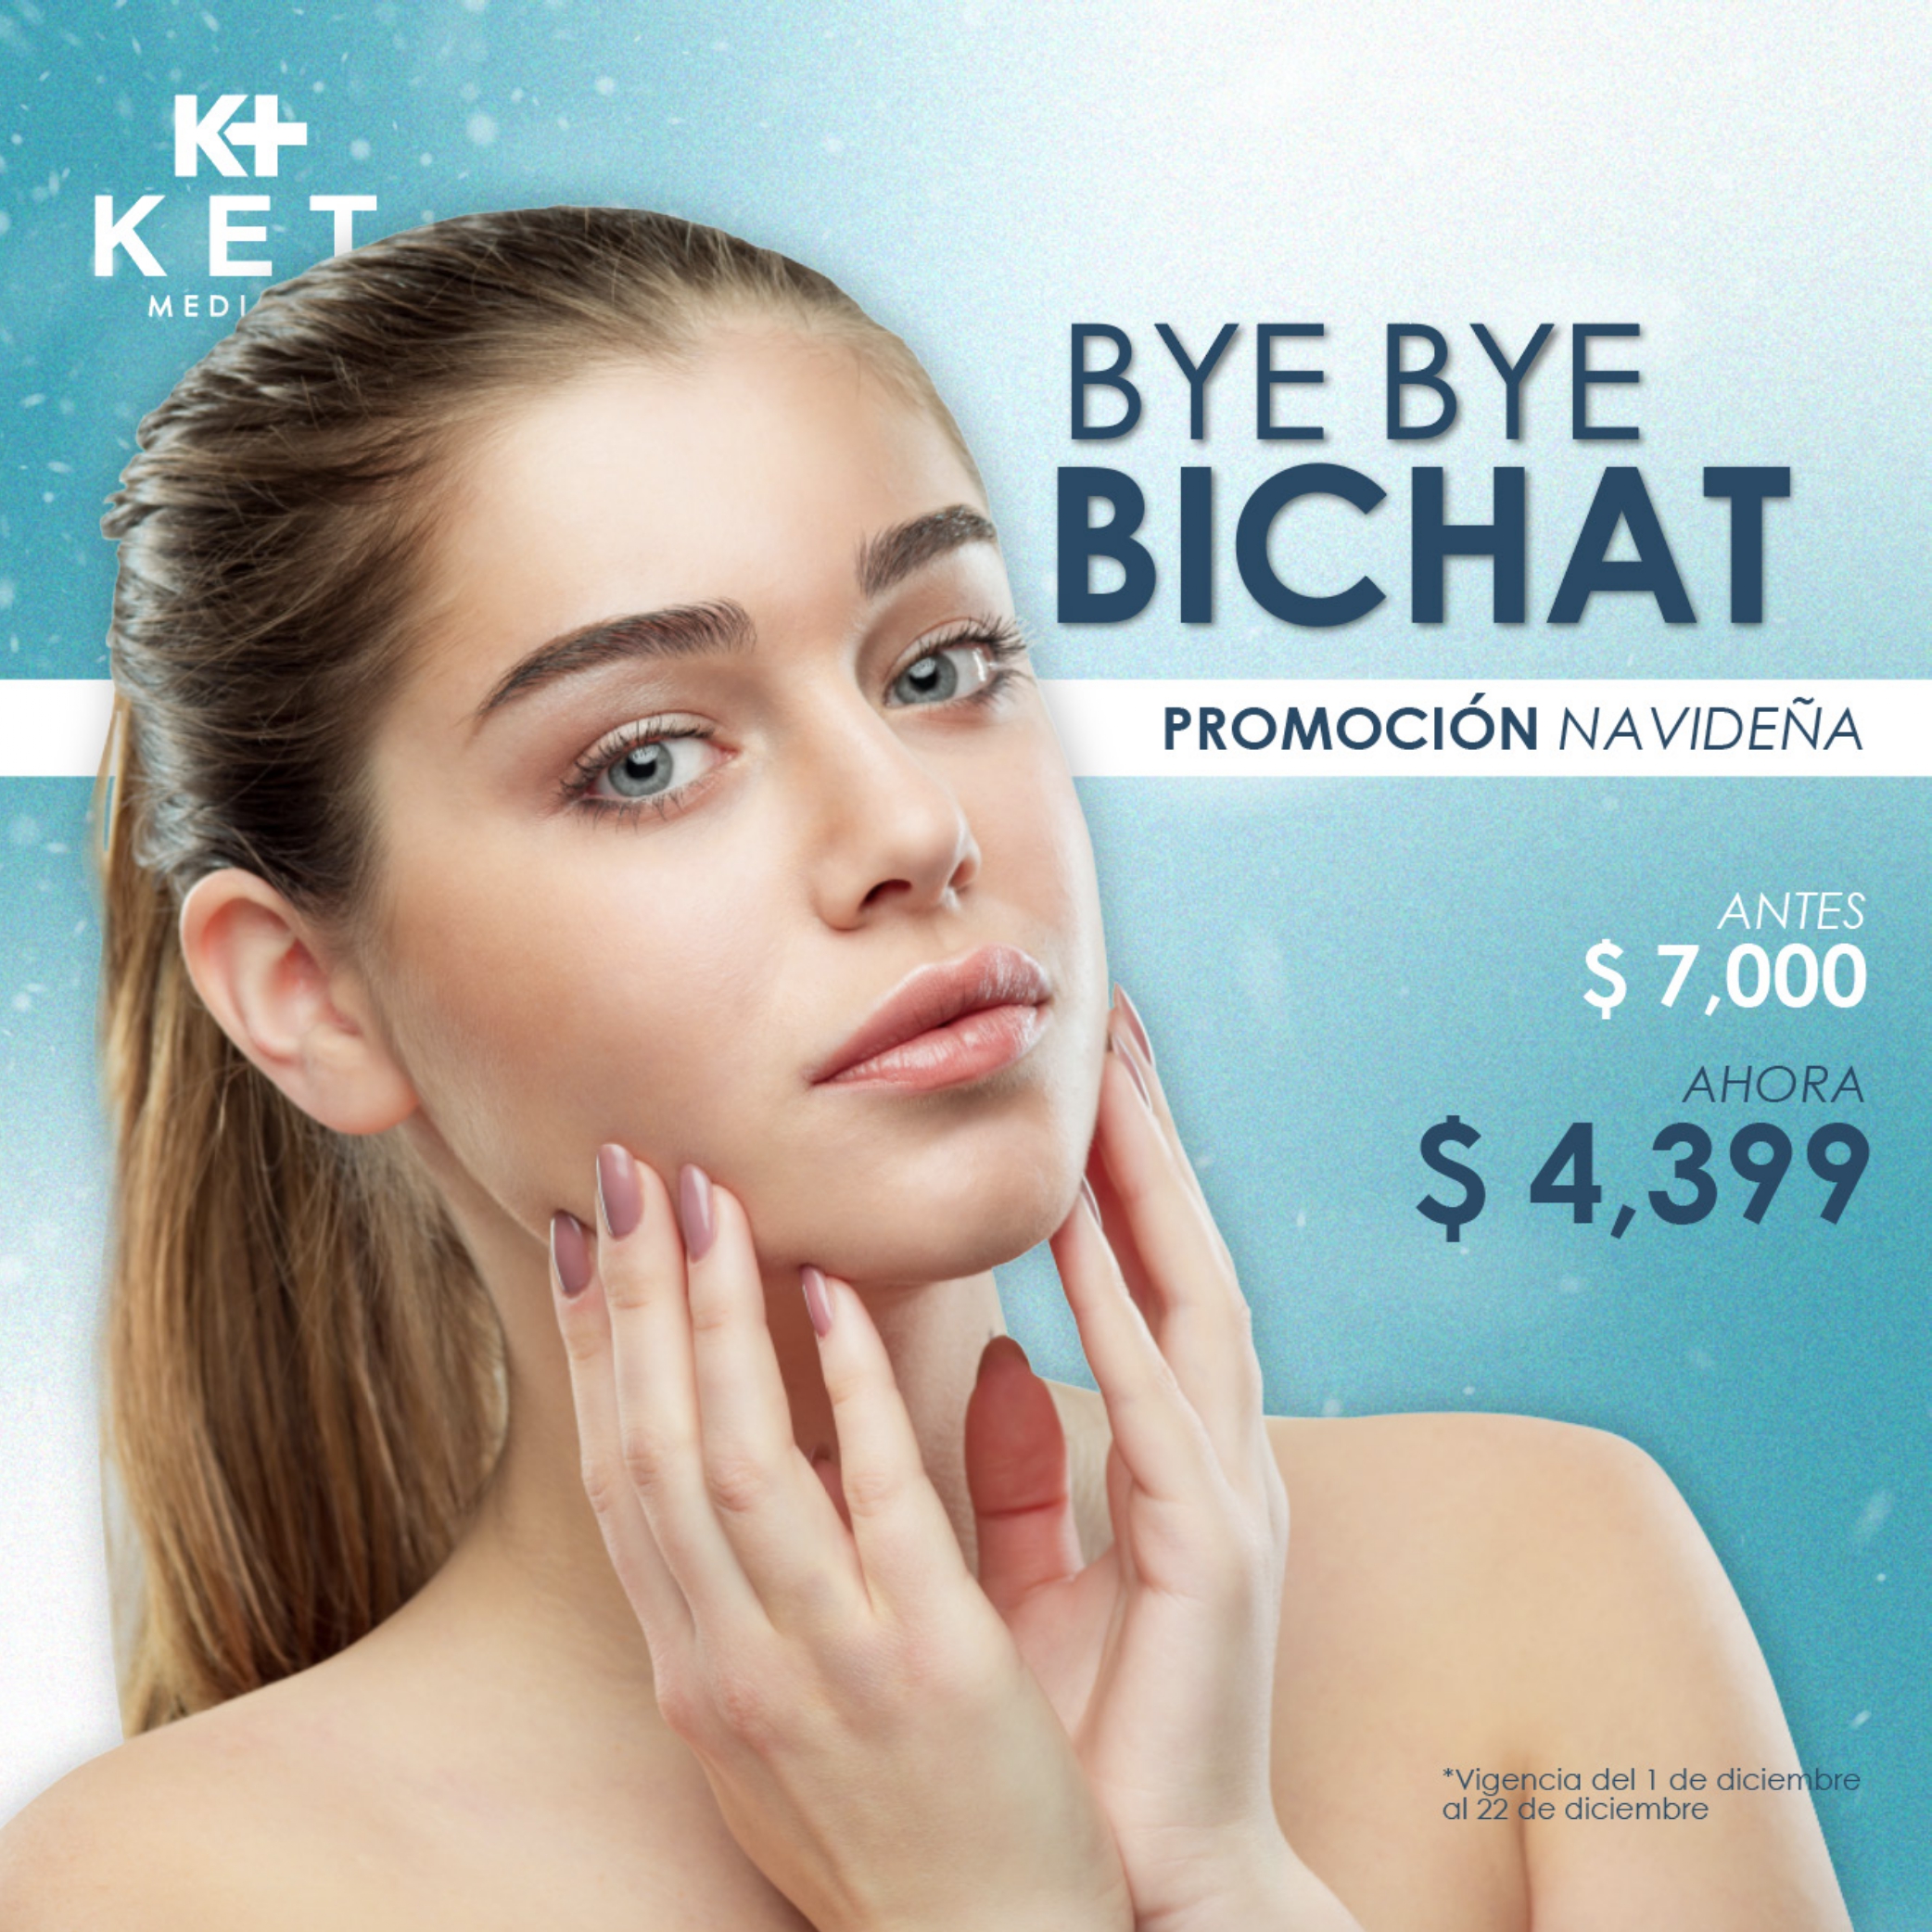 K+
KET
BYE BYE
BICHAT
PROMOCIÓN NAVIDEÑA
ANTES
$ 7,000
AHORA
$ 4,399
*Vigencia del 1 de diciembre
al 22 de diciembre